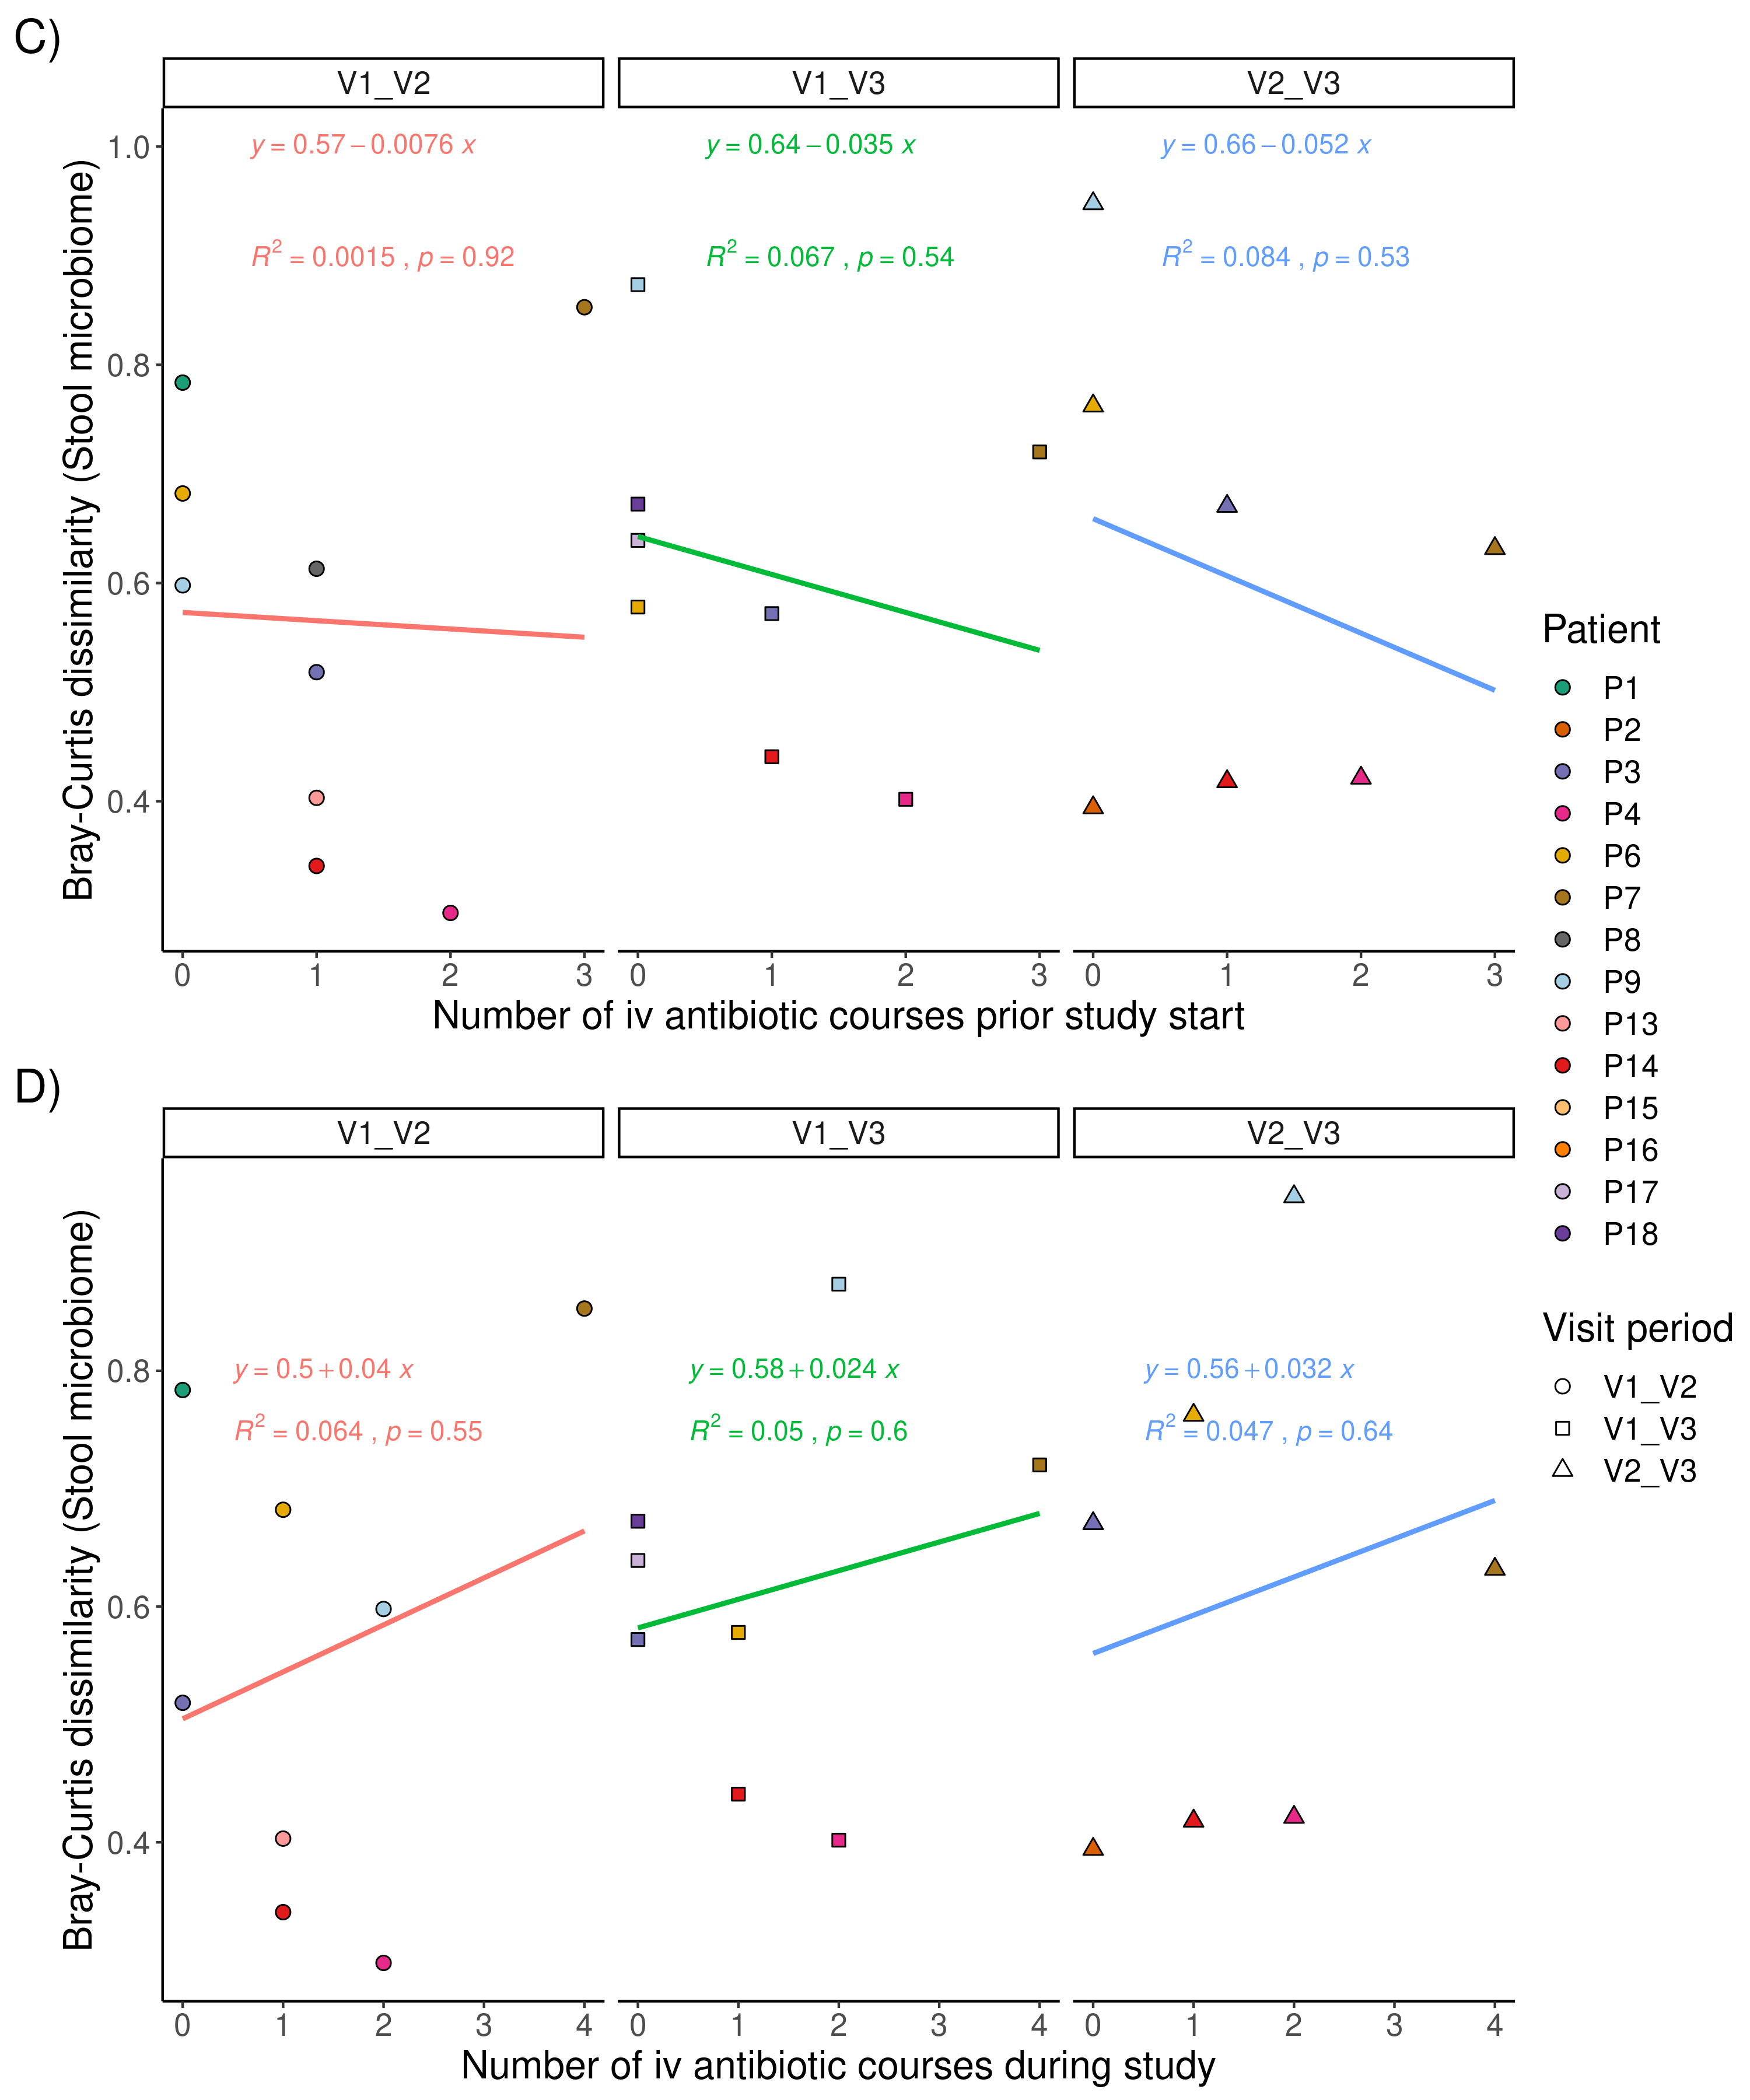 C)
V1_V2
V1_V3
V2_V3
y = 0.57 − 0.0076 x
y = 0.64 − 0.035 x
y = 0.66 − 0.052 x
R² = 0.0015 , p = 0.92
R² = 0.067 , p = 0.54
R² = 0.084 , p = 0.53
Bray-Curtis dissimilarity (Stool microbiome)
1.0
0.8
0.6
0.4
0 1 2 3
0 1 2 3
0 1 2 3
Number of iv antibiotic courses prior study start
D)
V1_V2
V1_V3
V2_V3
y = 0.5 + 0.04 x
y = 0.58 + 0.024 x
y = 0.56 + 0.032 x
R² = 0.064 , p = 0.55
R² = 0.05 , p = 0.6
R² = 0.047 , p = 0.64
Bray-Curtis dissimilarity (Stool microbiome)
0.8
0.6
0.4
0 1 2 3 4
0 1 2 3 4
0 1 2 3 4
Number of iv antibiotic courses during study
Patient
P1
P2
P3
P4
P6
P7
P8
P9
P13
P14
P15
P16
P17
P18
Visit period
V1_V2
V1_V3
V2_V3